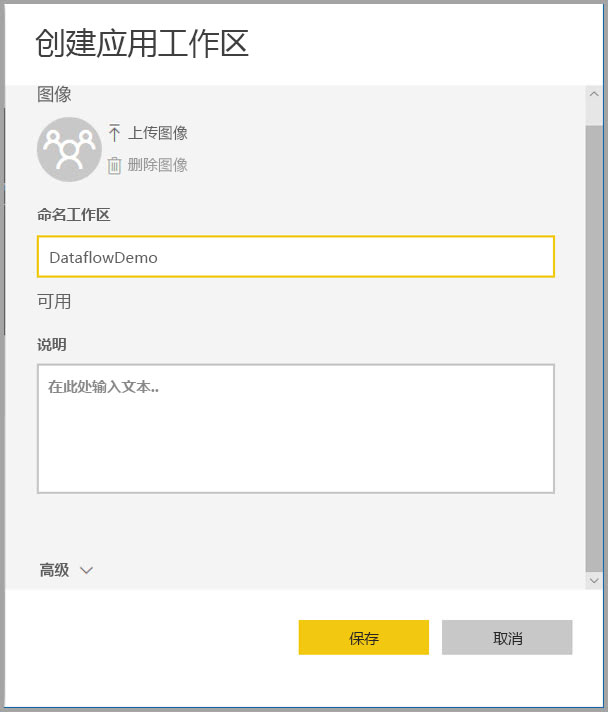 创建应用工作区
图像
上传图像
删除图像
命名工作区
DataflowDemo
可用
说明
在此处输入文本..
高级
保存
取消